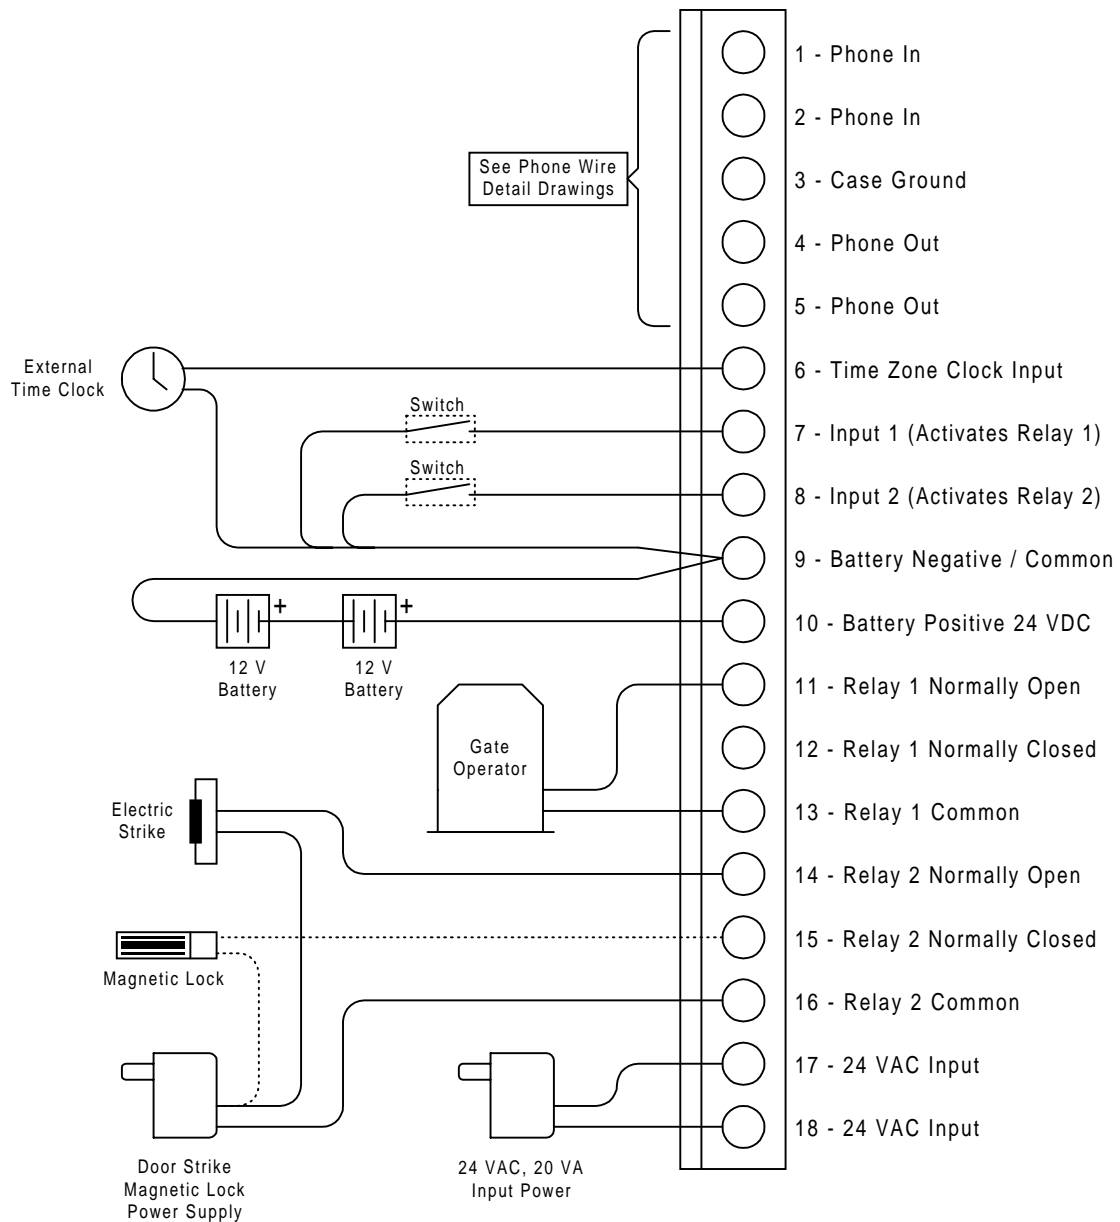 1 - Phone In
2 - Phone In
See Phone Wire
Detail Drawings
3 - Case Ground
4 - Phone Out
5 - Phone Out
External
Time Clock
6 - Time Zone Clock Input
Switch
7 - Input 1 (Activates Relay 1)
Switch
8 - Input 2 (Activates Relay 2)
9 - Battery Negative / Common
+
+
10 - Battery Positive 24 VDC
12 V
Battery
12 V
Battery
11 - Relay 1 Normally Open
Gate
Operator
12 - Relay 1 Normally Closed
Electric
Strike
13 - Relay 1 Common
14 - Relay 2 Normally Open
15 - Relay 2 Normally Closed
Magnetic Lock
16 - Relay 2 Common
17 - 24 VAC Input
18 - 24 VAC Input
Door Strike
Magnetic Lock
Power Supply
24 VAC, 20 VA
Input Power